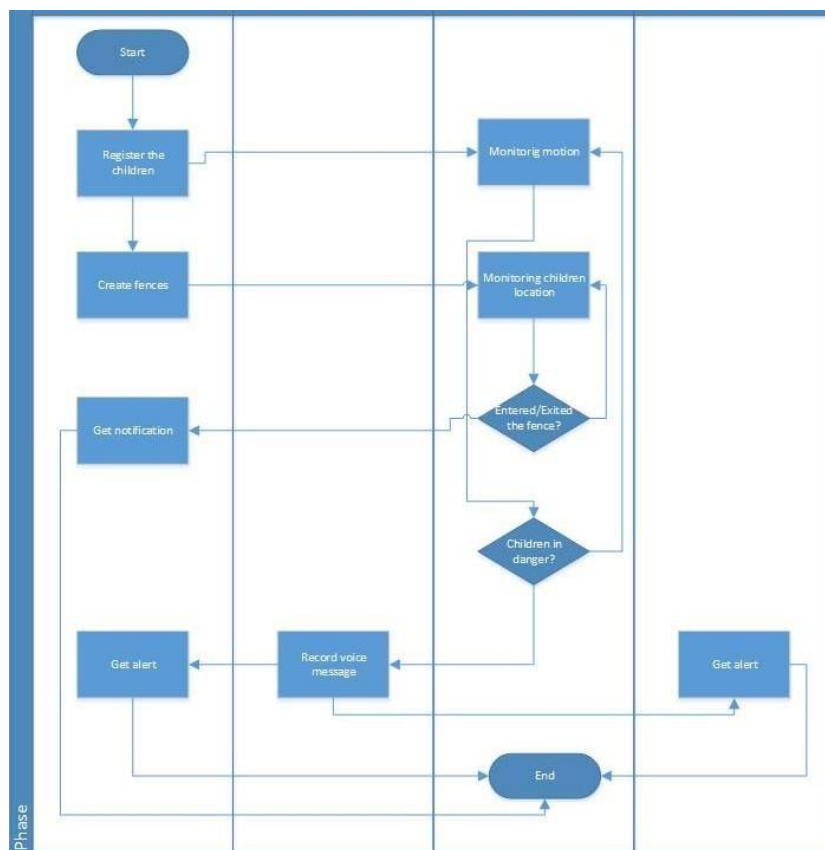 Start
Register the
children
Monitorig motion
Create fences
Monitoring children
location
Get notification
Entered/Exited
the fence?
Children in
danger?
Get alert
Record voice
message
Get alert
End
Phase